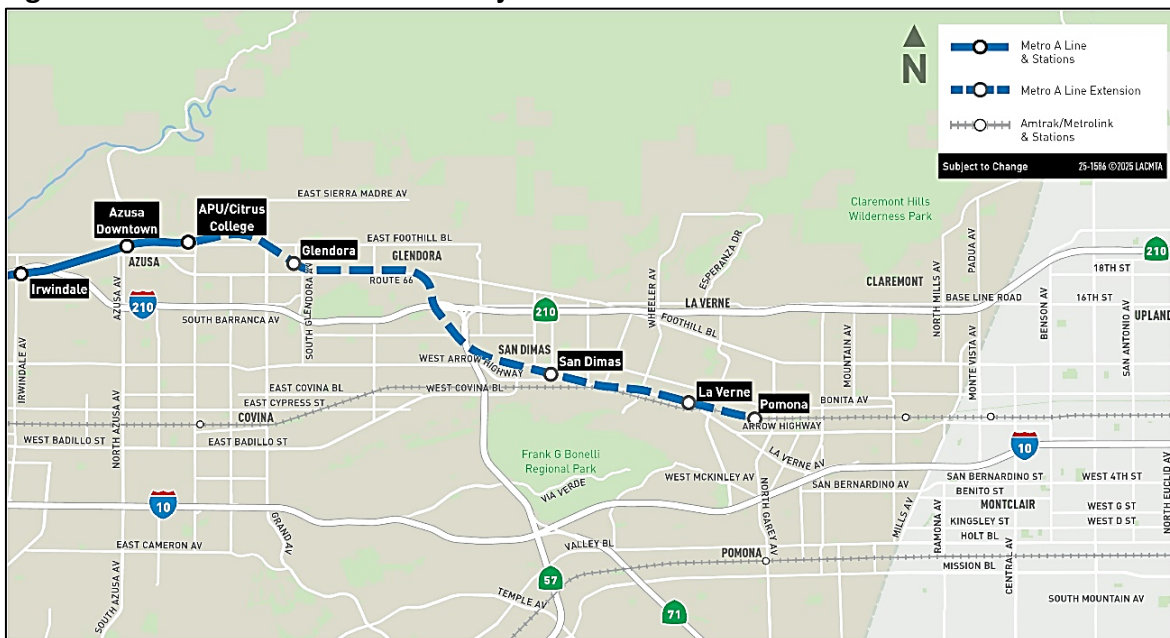 Metro A Line
& Stations
Metro A Line Extension
Amtrak/Metrolink
& Stations
Subject to Change
25-1586 ©2025 LACMTA
N
Claremont Hills
Wilderness Park
EAST SIERRA MADRE AV
Azusa
Downtown
APU/Citrus
College
EAST FOOTHILL BL
Glendora
GLENDORA
AZUSA
Irwindale
ROUTE 66
ESPERANZA DR
WHEELER AV
PADUA AV
210
18TH ST
CLAREMONT
BASE LINE ROAD
16TH ST
NORTH MILLS AV
BENSON AV
UPLAND
SAN ANTONIO AV
210
AZUSA AV
SOUTH GLENDORA AV
SOUTH BARRANCA AV
210
LA VERNE
FOOTHILL BL
MOUNTAIN AV
MONTE VISTA AV
IRWINDALE AV
SAN DIMAS
WEST ARROW HIGHWAY
San Dimas
EAST COVINA BL
WEST COVINA BL
EAST CYPRESS ST
La Verne
Pomona
BONITA AV
ARROW HIGHWAY
COVINA
WEST BADILLO ST
NORTH AZUSA AV
EAST BADILLO ST
10
Frank G Bonelli
Regional Park
LA VERNE AV
WEST MCKINLEY AV
SAN BERNARDINO AV
SAN BERNARDINO ST
WEST 4TH ST
BENITO ST
MONTCLAIR
VIA VERDE
10
NORTH GAREY AV
MILLS AV
RAMONA AV
CENTRAL AV
NORTH EUCLID AV
WEST G ST
KINGSLEY ST
WEST D ST
HOLT BL
GRAND AV
EAST CAMERON AV
VALLEY BL
POMONA
MISSION BL
57
TEMPLE AV
71
SOUTH AZUSA AV
SOUTH MOUNTAIN AV